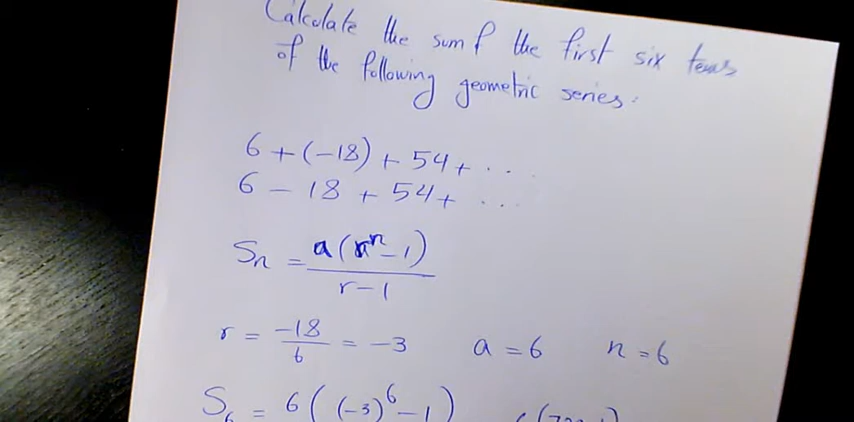 Calculate the sum f the first six terms
of the following geometric series:
6 + (-18) + 54 + ...
6 - 18 + 54 + ...
Sn = a(r^n - 1) / r - 1
r = -18/6 = -3 a = 6 n = 6
S6 = 6((-3)^6 - 1)